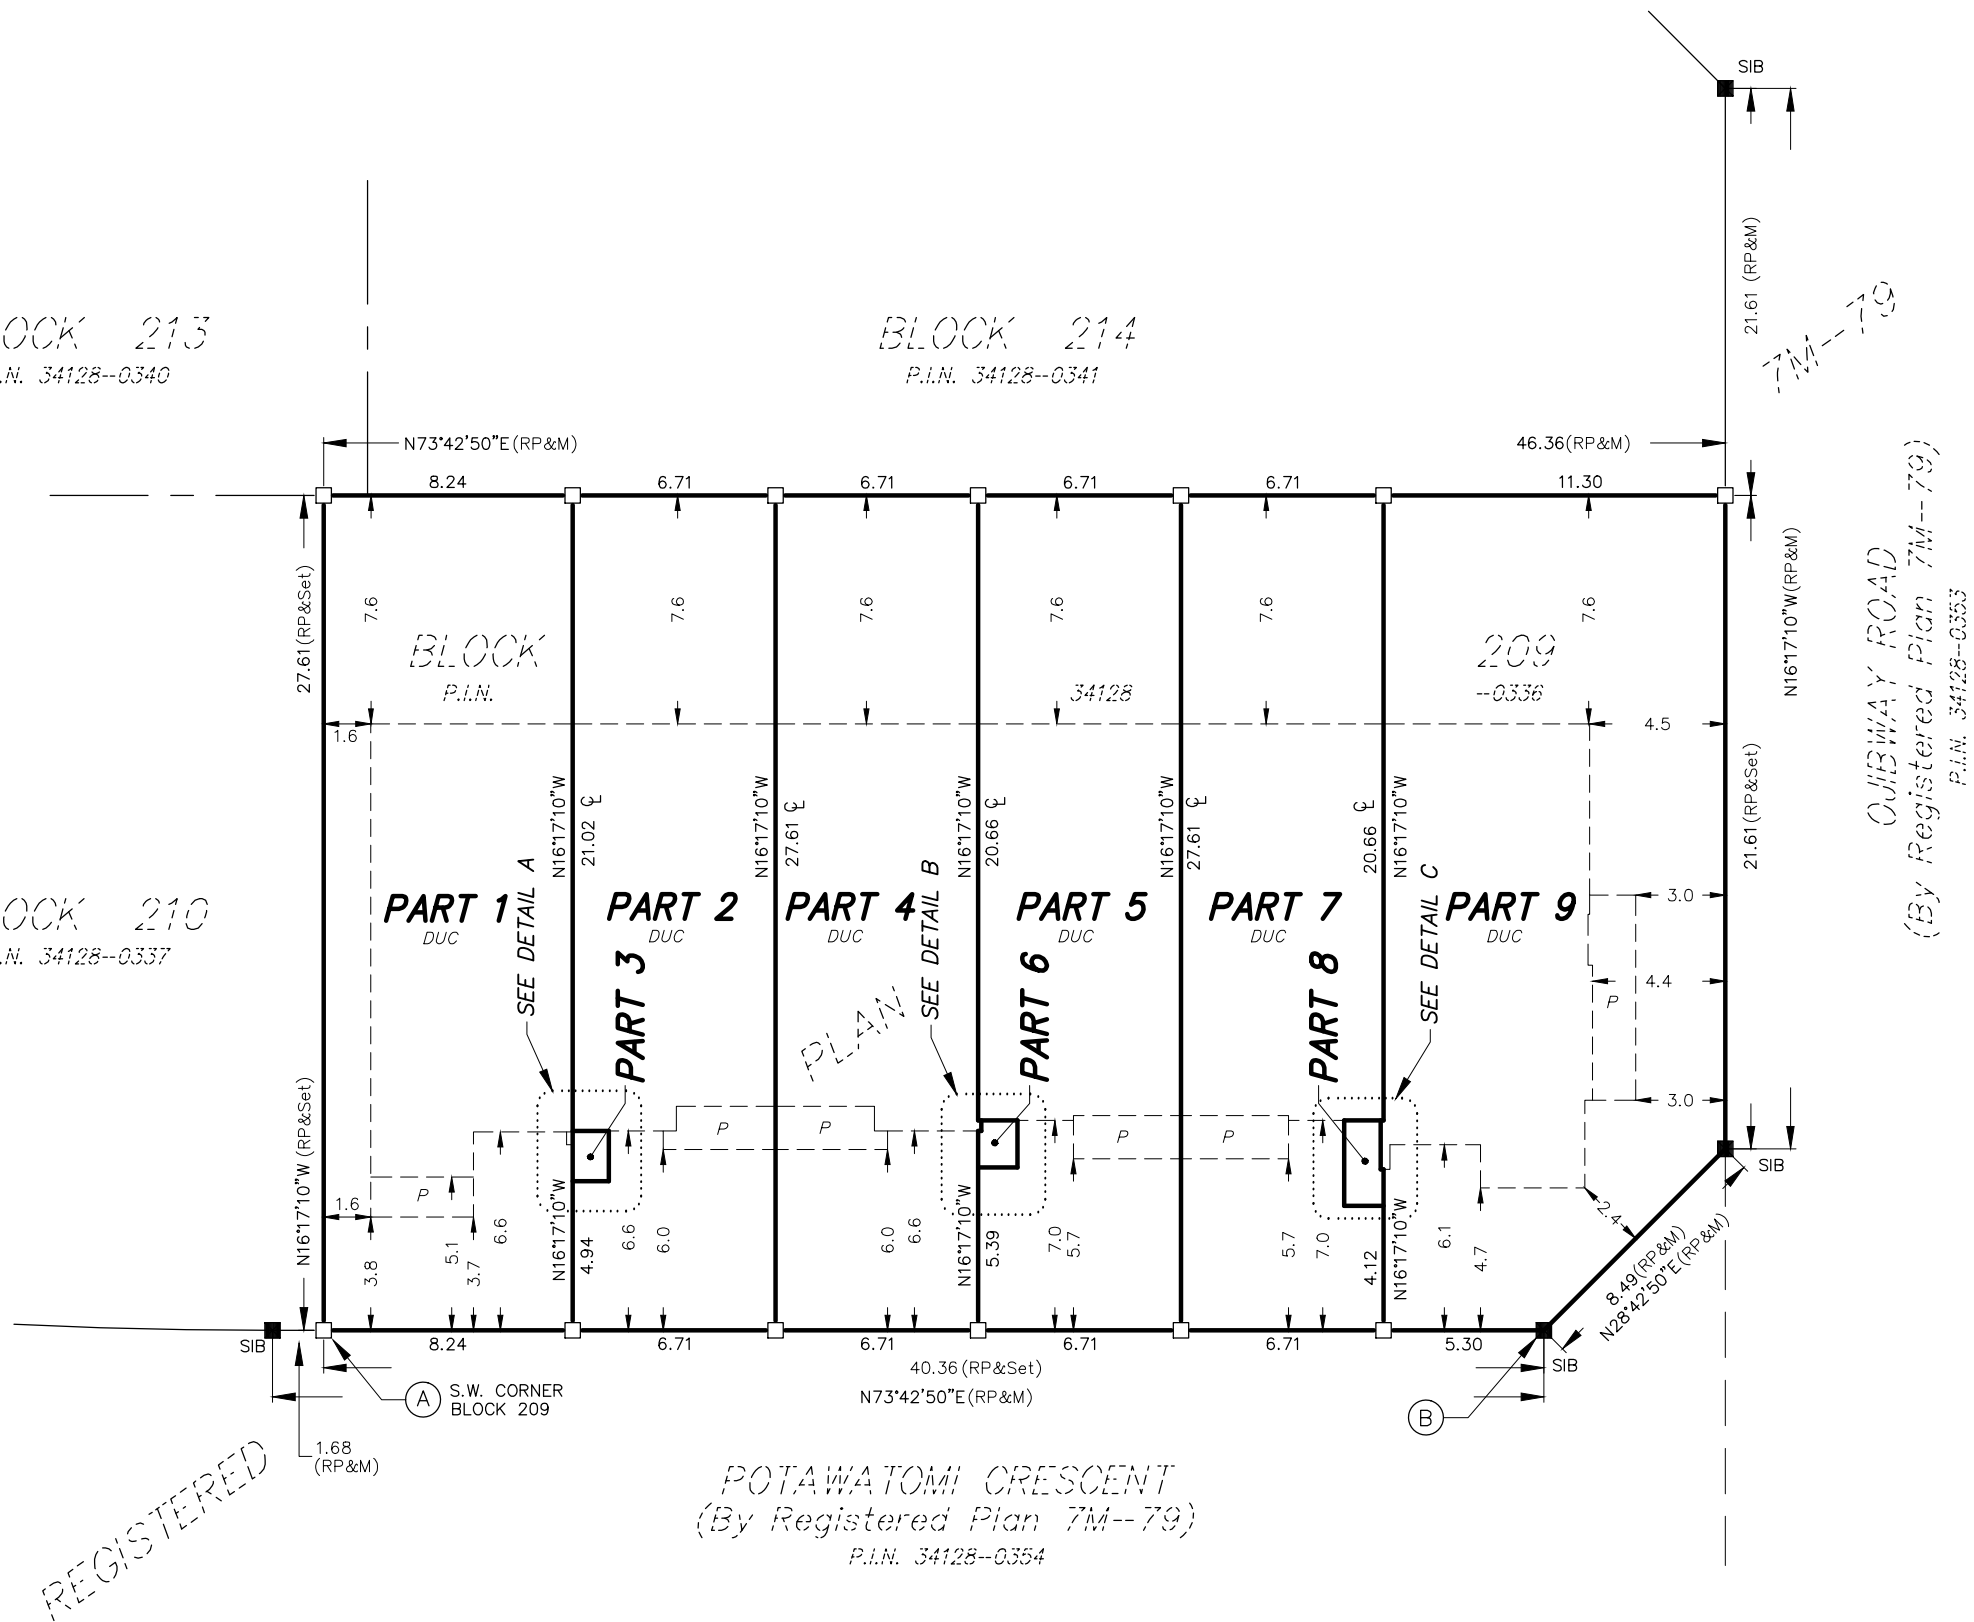 SIB
21.61 (RP&M)
7M--79
OCK 213
.N. 34128--0340
BLOCK 214
P.I.N. 34128--0341
N73°42'50"E(RP&M)
46.36(RP&M)
8.24
6.71
6.71
6.71
6.71
11.30
27.61(RP&Set)
7.6
7.6
7.6
7.6
7.6
7.6
N16°17'10"W(RP&M)
OJIBWAY ROAD
(By Registered Plan 7M--79)
P.I.N. 34128--0353
BLOCK
P.I.N.
34128
209
--0336
1.6
4.5
21.61(RP&Set)
N16°17'10"W
21.02 ℄
N16°17'10"W
27.61 ℄
N16°17'10"W
20.66 ℄
N16°17'10"W
27.61 ℄
20.66 ℄
N16°17'10"W
OCK 210
.N. 34128--0337
PART 1
DUC
SEE DETAIL A
PART 2
DUC
PART 3
PART 4
DUC
SEE DETAIL B
PART 5
DUC
PART 6
PART 7
DUC
PART 8
SEE DETAIL C
PART 9
DUC
3.0
4.4
P
3.0
PLAN
N16°17'10"W (RP&Set)
1.6
P
3.8
5.1
3.7
6.6
N16°17'10"W
4.94
6.6
6.0
P
P
6.0
6.6
N16°17'10"W
5.39
7.0
5.7
P
P
5.7
7.0
4.12
N16°17'10"W
6.1
4.7
2.4
SIB
8.49(RP&M)
N28°42'50"E(RP&M)
SIB
8.24
6.71
6.71
6.71
6.71
5.30
SIB
40.36(RP&Set)
N73°42'50"E(RP&M)
A
S.W. CORNER
BLOCK 209
B
1.68
(RP&M)
REGISTERED
POTAWATOMI CRESCENT
(By Registered Plan 7M--79)
P.I.N. 34128--0354